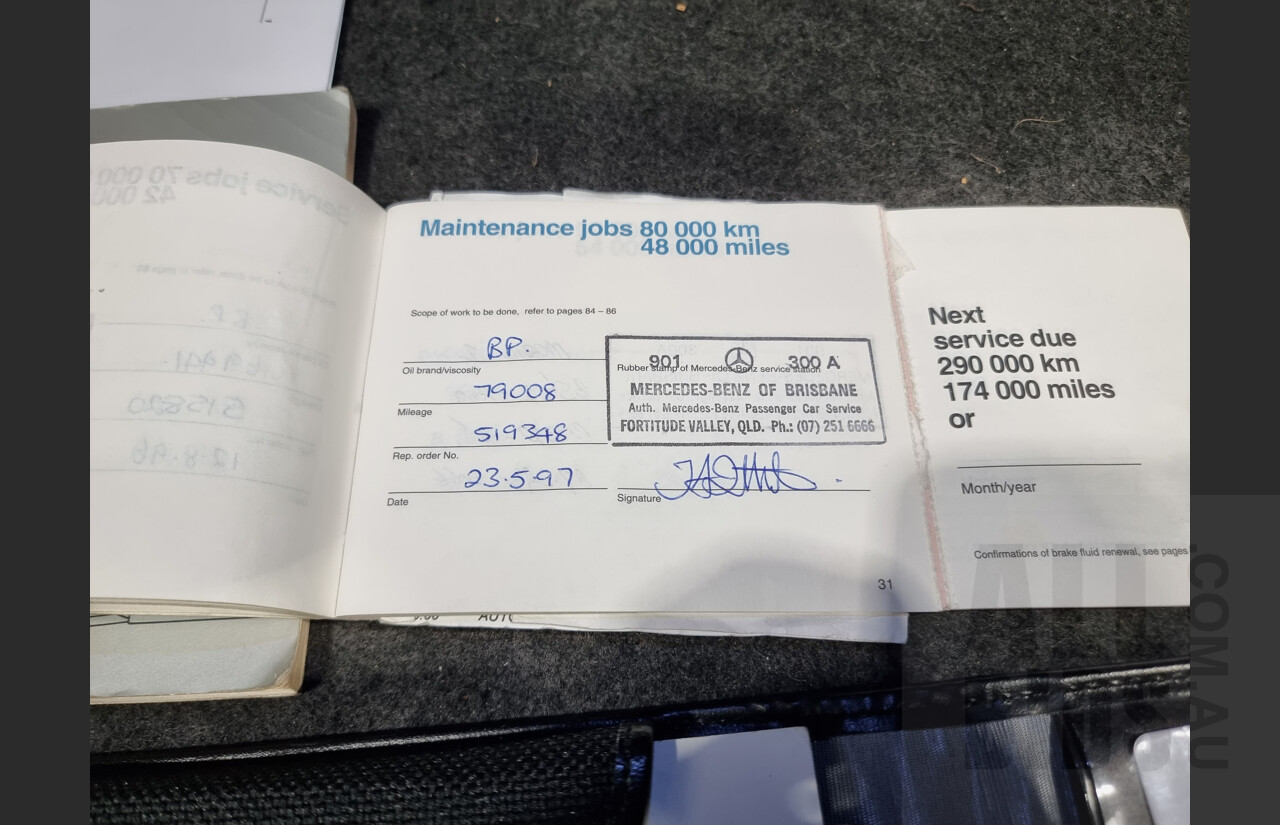 Maintenance jobs 80 000 km
48 000 miles
Scope of work to be done, refer to pages 84 – 86
BP.
Oil brand/viscosity
79008
Mileage
519348
Rep. order No.
23.5.97
Date
901 300 A
Rubber stamp of Mercedes-Benz service station
MERCEDES-BENZ OF BRISBANE
Auth. Mercedes-Benz Passenger Car Service
FORTITUDE VALLEY, QLD. Ph.: (07) 251 6666
Signature
31
Next
service due
290 000 km
174 000 miles
or
Month/year
Confirmations of brake fluid renewal, see pages
Service jobs 70 000
42 000
.COM.AU